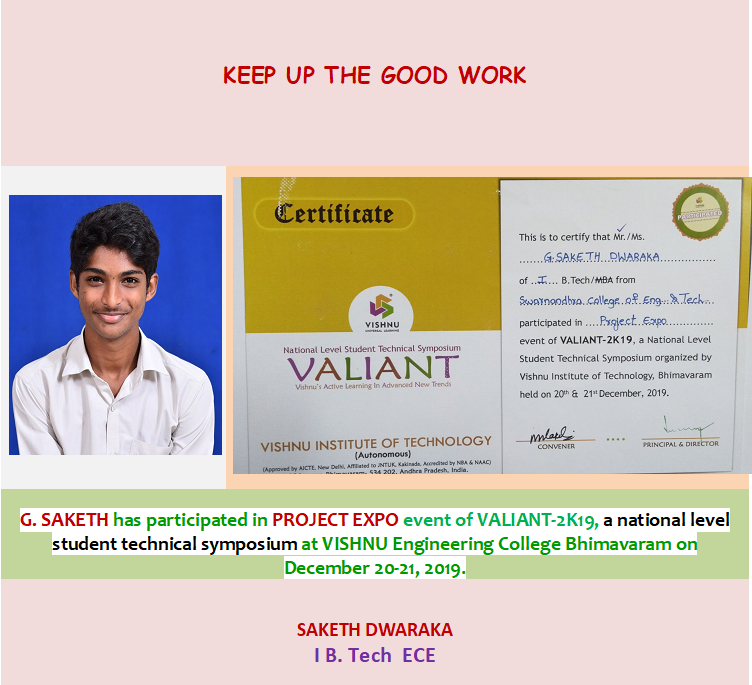 KEEP UP THE GOOD WORK
Certificate
VISHNU
UNIVERSAL LEARNING
National Level Student Technical Symposium
VALIANT
Vishnu's Active Learning In Advanced New Trends
VISHNU INSTITUTE OF TECHNOLOGY
(Autonomous)
(Approved by AICTE, New Delhi, Affiliated to JNTUK, Kakinada, Accredited by NBA & NAAC)
Bhimavaram, 534 202, Andhra Pradesh, India.
PARTICIPATED
This is to certify that Mr./Ms.
G. SAKETH DWARAKA
of ...I... B.Tech/MBA from
Swarnandhra College of Eng. & Tech
participated in .... Project Expo
event of VALIANT-2K19, a National Level
Student Technical Symposium organized by
Vishnu Institute of Technology, Bhimavaram
held on 20th & 21st December, 2019.
CONVENER
PRINCIPAL & DIRECTOR
G. SAKETH has participated in PROJECT EXPO event of VALIANT-2K19, a national level
student technical symposium at VISHNU Engineering College Bhimavaram on
December 20-21, 2019.
SAKETH DWARAKA
I B. Tech ECE